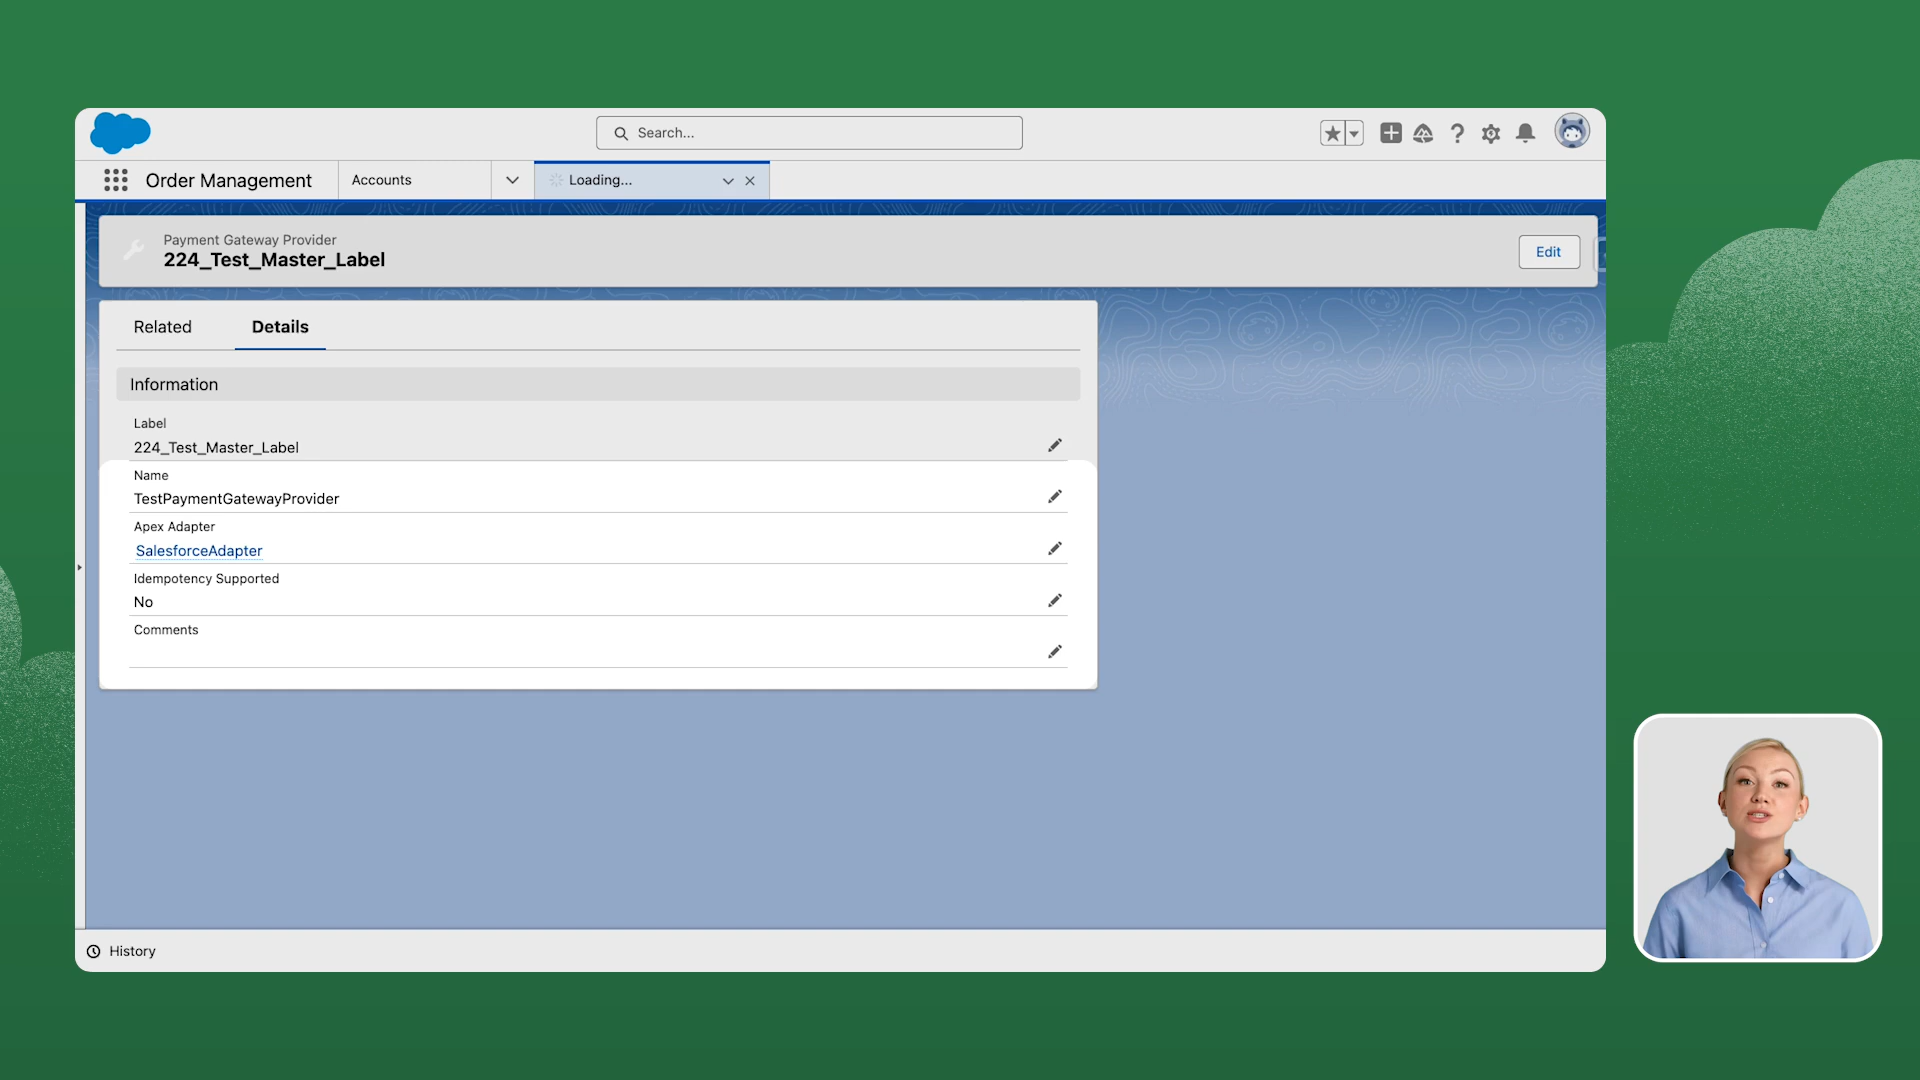 Search...
Order Management
Accounts
Loading...
Payment Gateway Provider
224_Test_Master_Label
Edit
Related
Details
Information
Label
224_Test_Master_Label
Name
TestPaymentGatewayProvider
Apex Adapter
SalesforceAdapter
Idempotency Supported
No
Comments
History